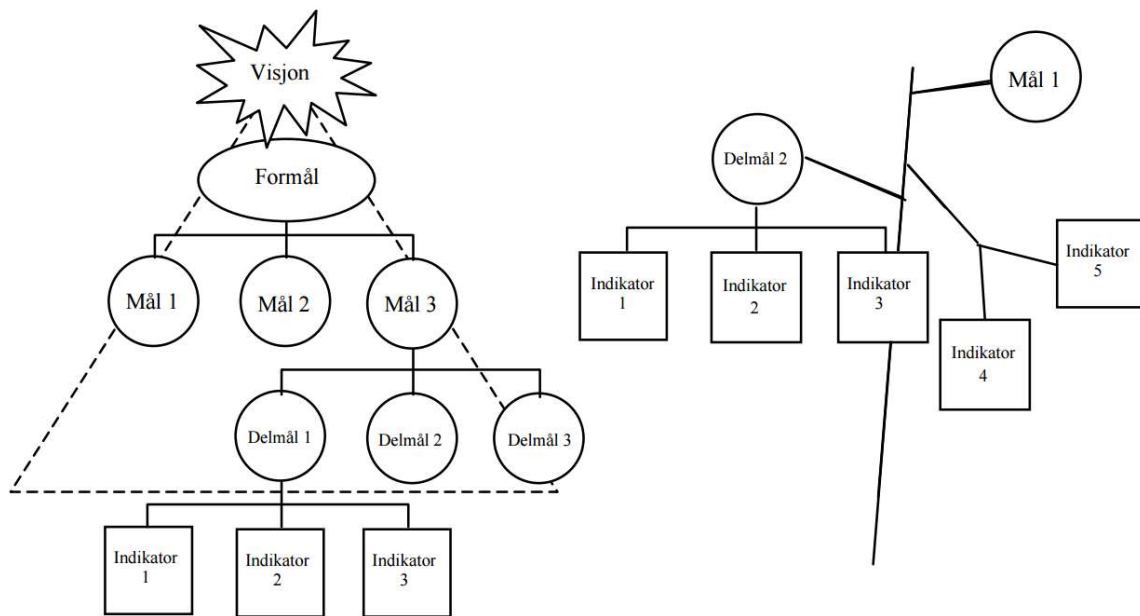 Visjon
Formål
Mål 1
Mål 2
Mål 3
Delmål 1
Delmål 2
Delmål 3
Indikator
1
Indikator
2
Indikator
3
Mål 1
Delmål 2
Indikator
1
Indikator
2
Indikator
3
Indikator
4
Indikator
5